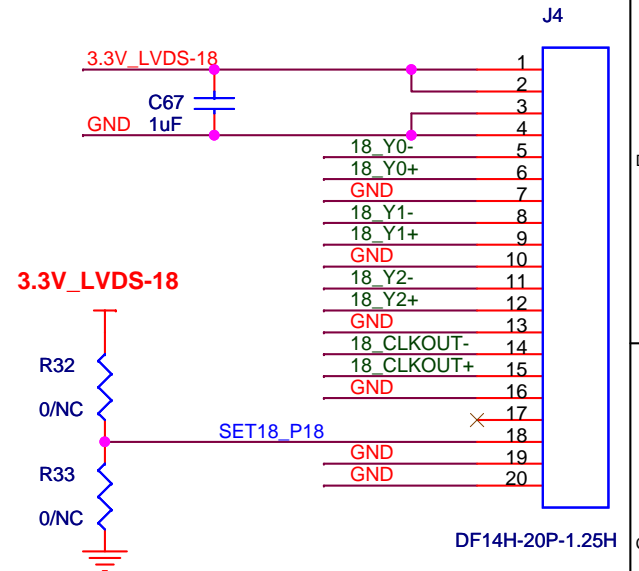 J4
3.3V_LVDS-18 1
2
C67
1uF
3
GND 4
18_Y0- 5
18_Y0+ 6
GND 7
18_Y1- 8
18_Y1+ 9
GND 10
18_Y2- 11
18_Y2+ 12
GND 13
18_CLKOUT- 14
18_CLKOUT+ 15
GND 16
17
SET18_P18 18
GND 19
GND 20
3.3V_LVDS-18
R32
0/NC
R33
0/NC
DF14H-20P-1.25H